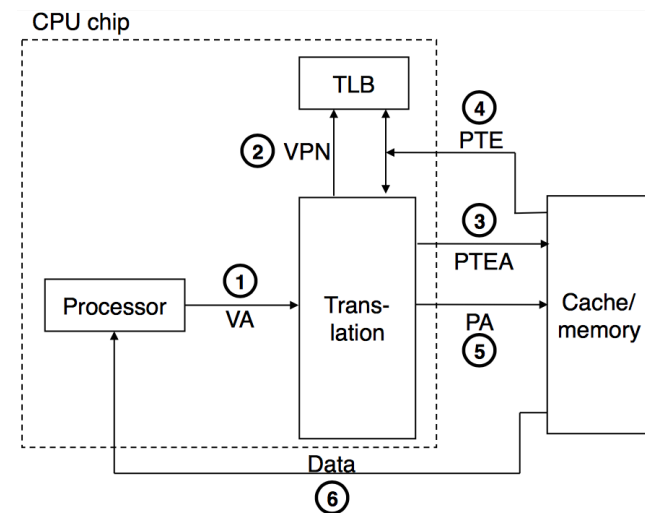 CPU chip
TLB
4
2 VPN
PTE
3
PTEA
1
Processor
VA
Trans-
lation
PA
5
Cache/
memory
Data
6